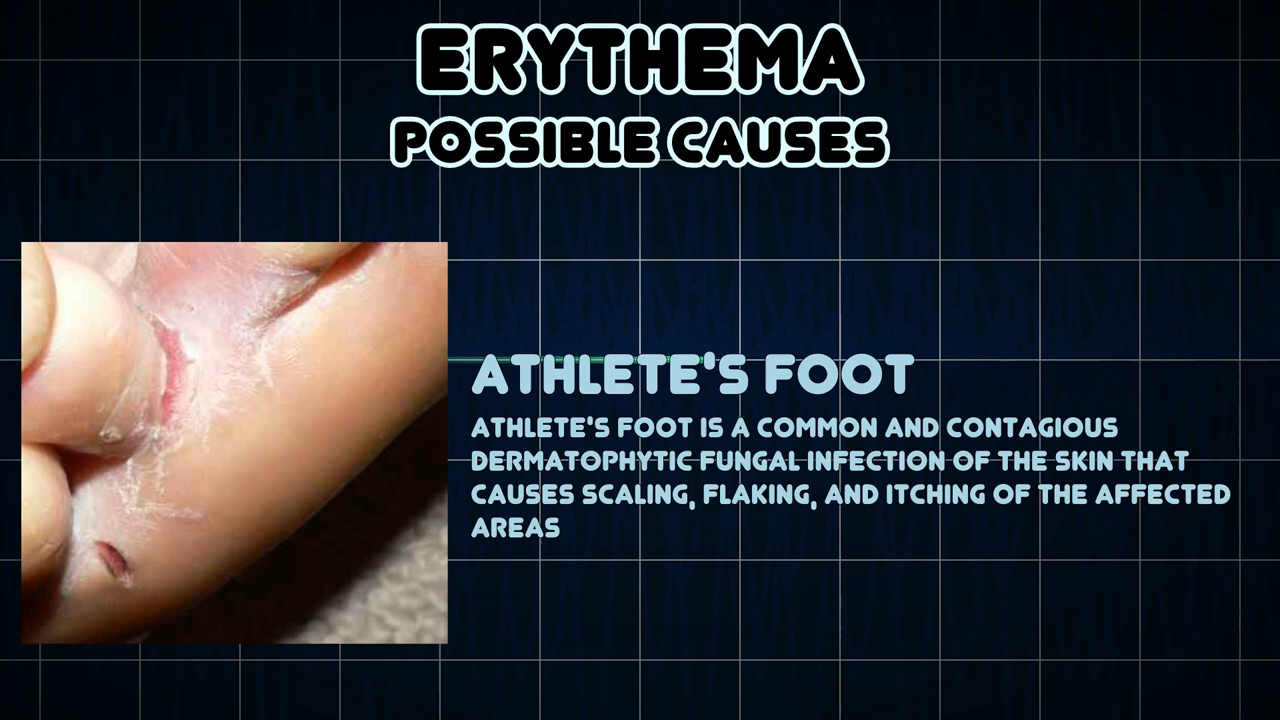 ERYTHEMA
POSSIBLE CAUSES
ATHLETE'S FOOT
ATHLETE'S FOOT IS A COMMON AND CONTAGIOUS
DERMATOPHYTIC FUNGAL INFECTION OF THE SKIN THAT
CAUSES SCALING, FLAKING, AND ITCHING OF THE AFFECTED
AREAS